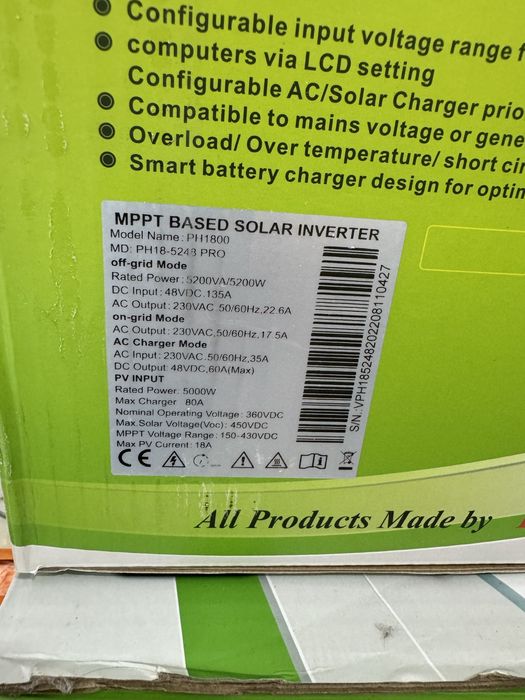 Configurable input voltage range
computers via LCD setting
Configurable AC/Solar Charger
Compatible to mains voltage or
Overload/ Over temperature/ short
Smart battery charger design for
MPPT BASED SOLAR INVERTER
Model Name: PH1800
MD: PH18-5248 PRO
off-grid Mode
Rated Power: 5200VA/5200W
DC Input: 48VDC.135A
AC Output: 230VAC 50/60Hz, 22.6A
on-grid Mode
AC Output: 230VAC,50/60Hz,17.5A
AC Charger Mode
AC Input: 230VAC.50/60Hz,35A
DC Output: 48VDC,60A(Max)
PV INPUT
Rated Power: 5000W
Max Charger 80A
Nominal Operating Voltage: 360VDC
Max.Solar Voltage(Voc): 450VDC
MPPT Voltage Range: 150-430VDC
Max PV Current: 18A
CE
S/N.:VPH1852482022208110427
All Products Made by